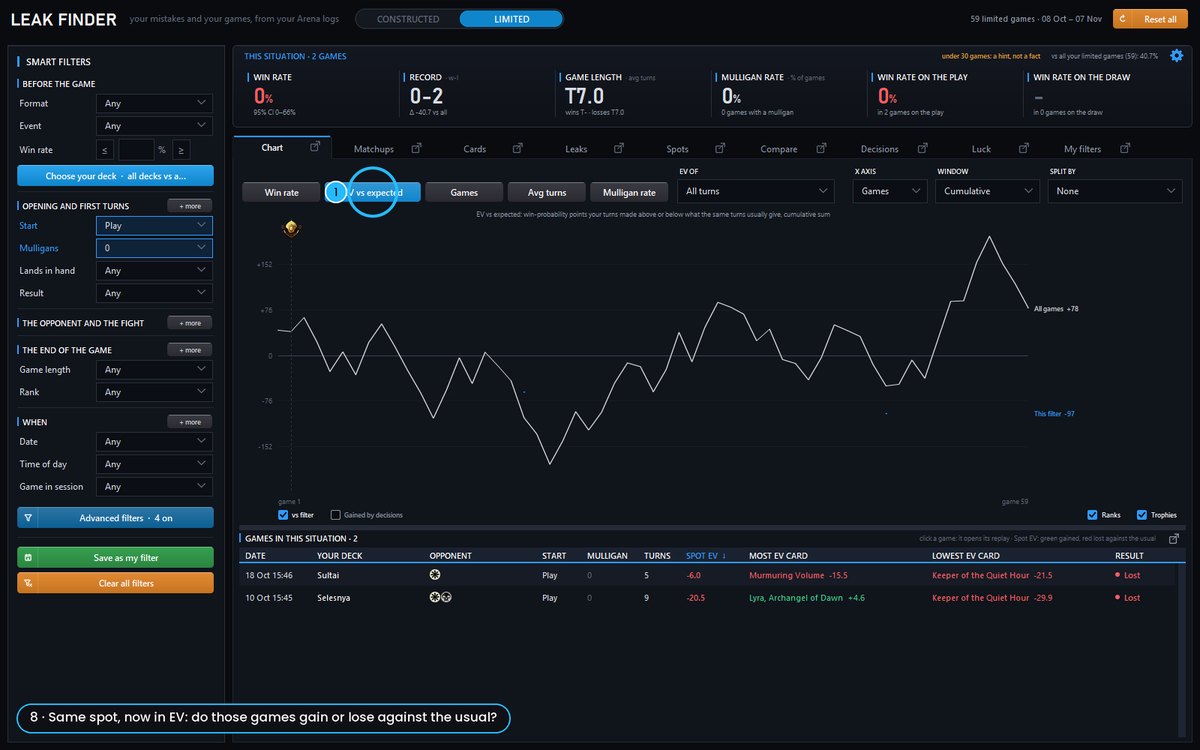 LEAK FINDER your mistakes and your games, from your Arena logs CONSTRUCTED LIMITED 59 limited games · 08 Oct – 07 Nov Reset all
SMART FILTERS
BEFORE THE GAME
Format Any
Event Any
Win rate ≤ % ≥
Choose your deck · all decks vs a...
OPENING AND FIRST TURNS + more
Start Play
Mulligans 0
Lands in hand Any
Result Any
THE OPPONENT AND THE FIGHT + more
THE END OF THE GAME + more
Game length Any
Rank Any
WHEN + more
Date Any
Time of day Any
Game in session Any
Advanced filters · 4 on
Save as my filter
Clear all filters
THIS SITUATION · 2 GAMES under 30 games: a hint, not a fact vs all your limited games (59): 40.7%
WIN RATE RECORD · w-l GAME LENGTH · avg turns MULLIGAN RATE · % of games WIN RATE ON THE PLAY WIN RATE ON THE DRAW
0% 0-2 T7.0 0% 0% –
95% CI 0–66% Δ -40.7 vs all wins T- · losses T7.0 0 games with a mulligan in 2 games on the play in 0 games on the draw
Chart Matchups Cards Leaks Spots Compare Decisions Luck My filters
EV OF X AXIS WINDOW SPLIT BY
Win rate 1 vs expected Games Avg turns Mulligan rate All turns Games Cumulative None
EV vs expected: win-probability points your turns made above or below what the same turns usually give, cumulative sum
+152
+76
0
-76
-152
All games +78
This filter -97
game 1 game 59
vs filter Gained by decisions Ranks Trophies
GAMES IN THIS SITUATION · 2 click a game: it opens its replay · Spot EV: green gained, red lost against the usual
DATE YOUR DECK OPPONENT START MULLIGAN TURNS SPOT EV ↓ MOST EV CARD LOWEST EV CARD RESULT
18 Oct 15:46 Sultai Play 0 5 -6.0 Murmuring Volume -15.5 Keeper of the Quiet Hour -21.5 Lost
10 Oct 15:45 Selesnya Play 0 9 -20.5 Lyra, Archangel of Dawn +4.6 Keeper of the Quiet Hour -29.9 Lost
8 · Same spot, now in EV: do those games gain or lose against the usual?